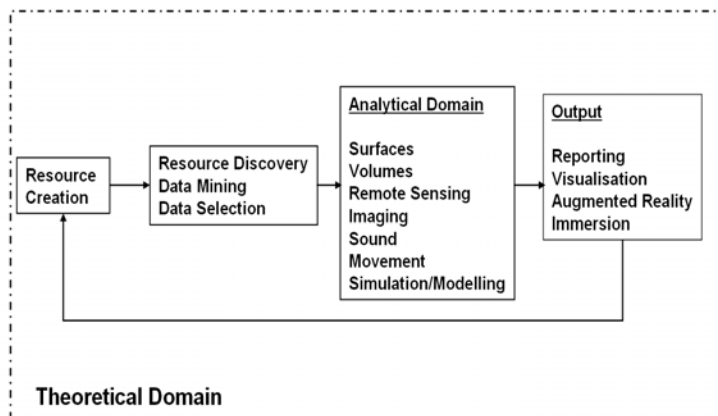 Resource
Creation
Resource Discovery
Data Mining
Data Selection
Analytical Domain
Surfaces
Volumes
Remote Sensing
Imaging
Sound
Movement
Simulation/Modelling
Output
Reporting
Visualisation
Augmented Reality
Immersion
Theoretical Domain